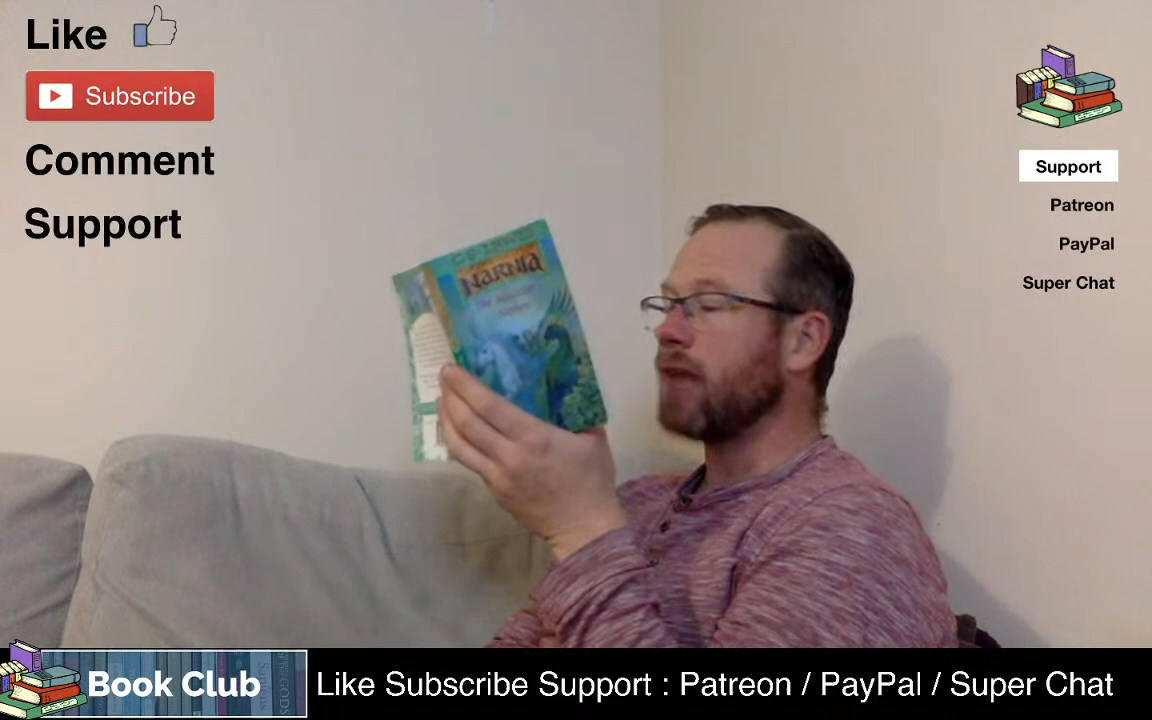 Like
Subscribe
Comment
Support
Support
Patreon
PayPal
Super Chat
NARNIA
Book Club
Like Subscribe Support : Patreon / PayPal / Super Chat